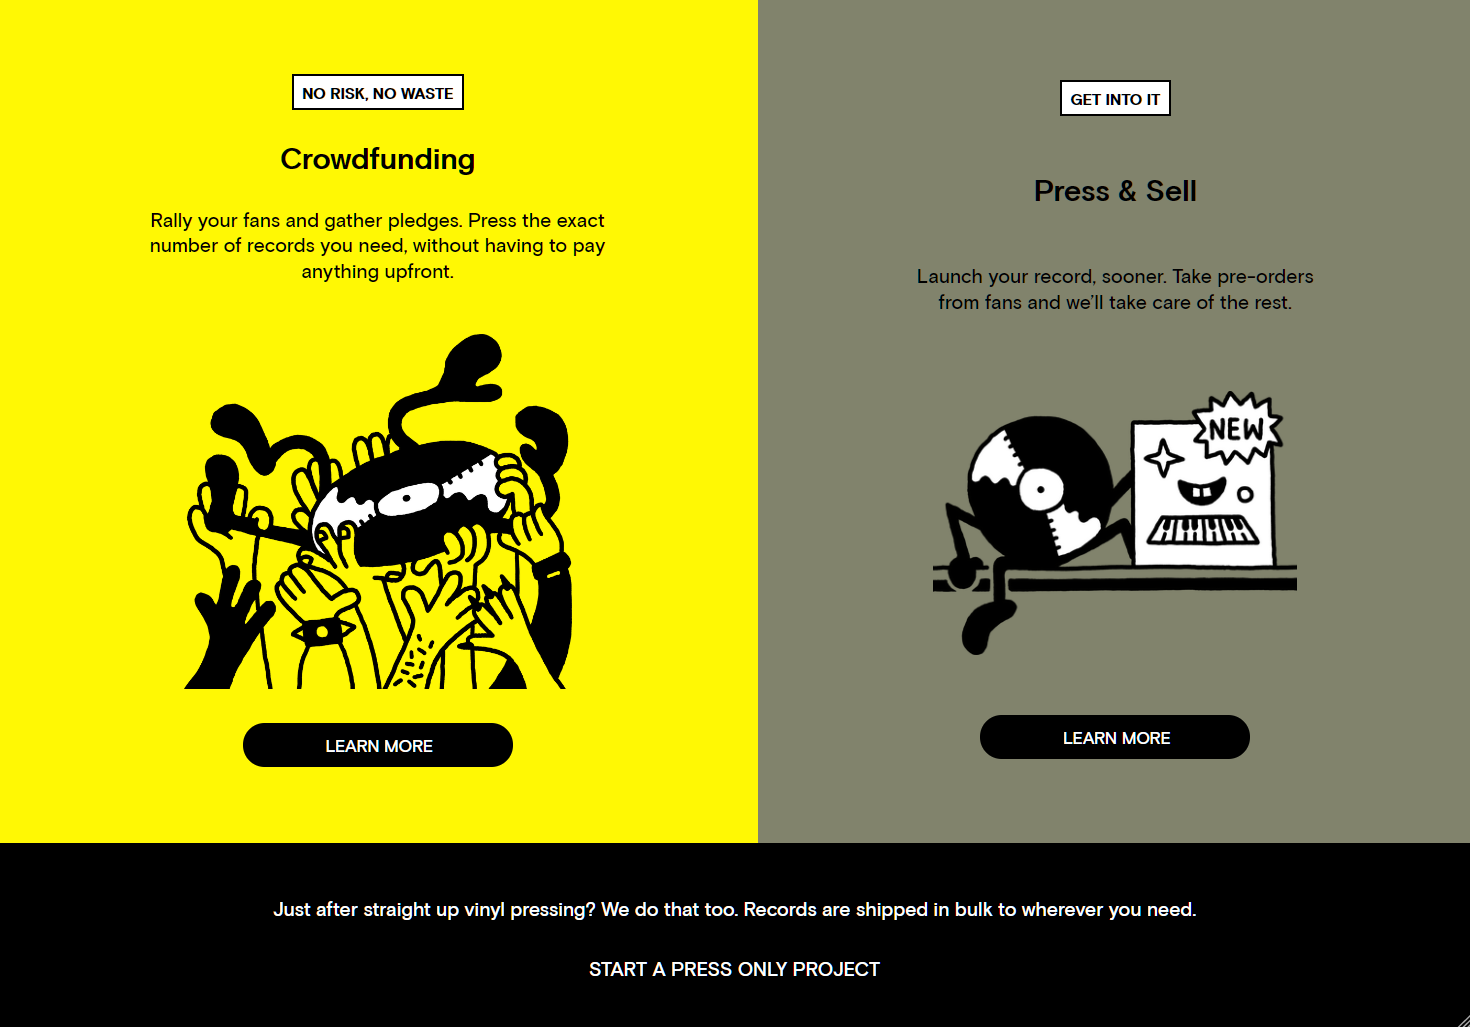 NO RISK, NO WASTE
Crowdfunding
Rally your fans and gather pledges. Press the exact
number of records you need, without having to pay
anything upfront.
LEARN MORE
GET INTO IT
Press & Sell
Launch your record, sooner. Take pre-orders
from fans and we’ll take care of the rest.
NEW
LEARN MORE
Just after straight up vinyl pressing? We do that too. Records are shipped in bulk to wherever you need.
START A PRESS ONLY PROJECT